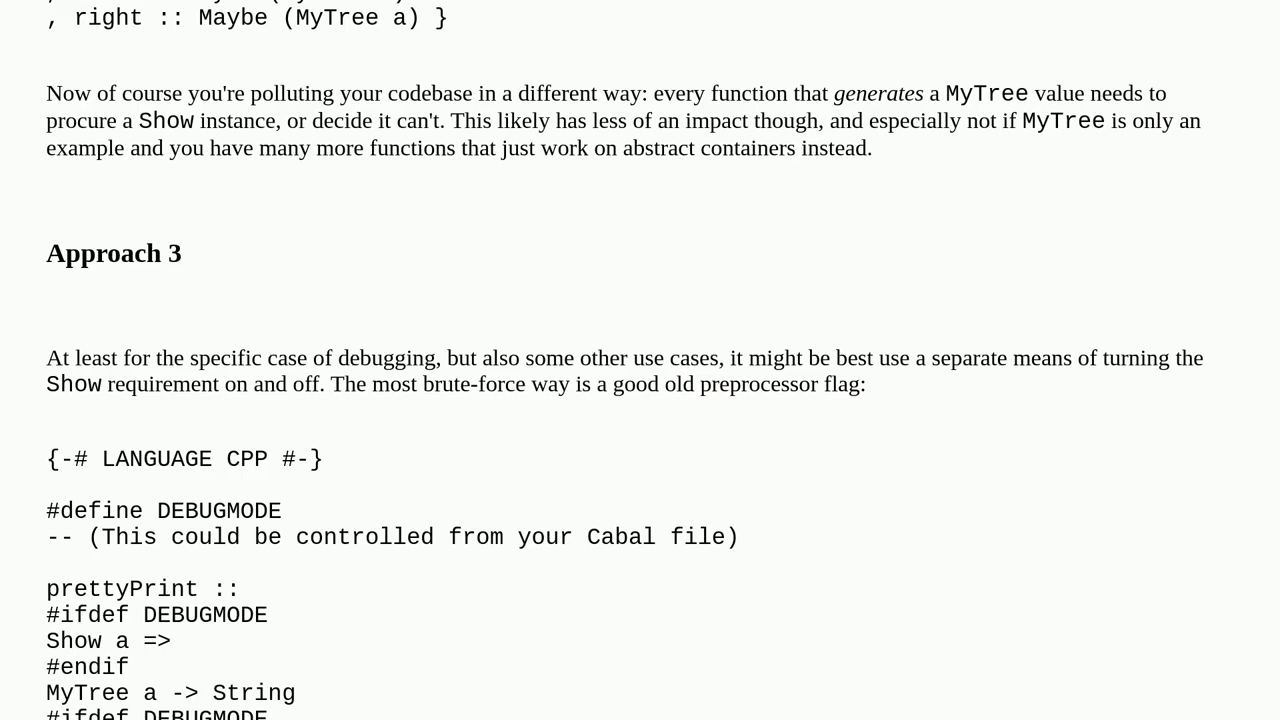 , right :: Maybe (MyTree a) }
Now of course you're polluting your codebase in a different way: every function that generates a MyTree value needs to
procure a Show instance, or decide it can't. This likely has less of an impact though, and especially not if MyTree is only an
example and you have many more functions that just work on abstract containers instead.
Approach 3
At least for the specific case of debugging, but also some other use cases, it might be best use a separate means of turning the
Show requirement on and off. The most brute-force way is a good old preprocessor flag:
{-# LANGUAGE CPP #-}
#define DEBUGMODE
-- (This could be controlled from your Cabal file)
prettyPrint ::
#ifdef DEBUGMODE
Show a =>
#endif
MyTree a -> String
#ifdef DEBUGMODE